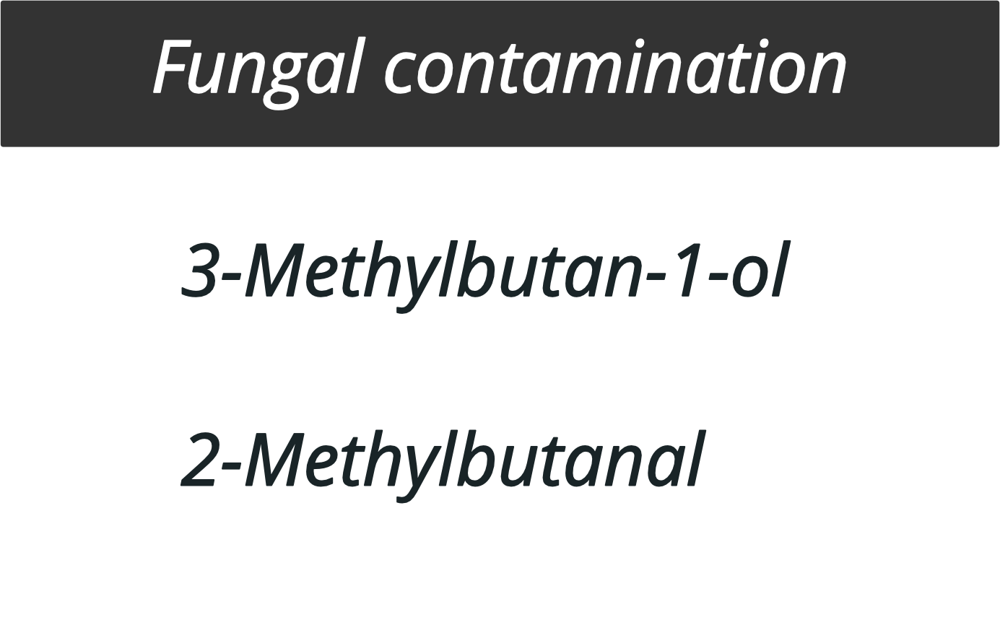 Fungal contamination
3-Methylbutan-1-ol
2-Methylbutanal